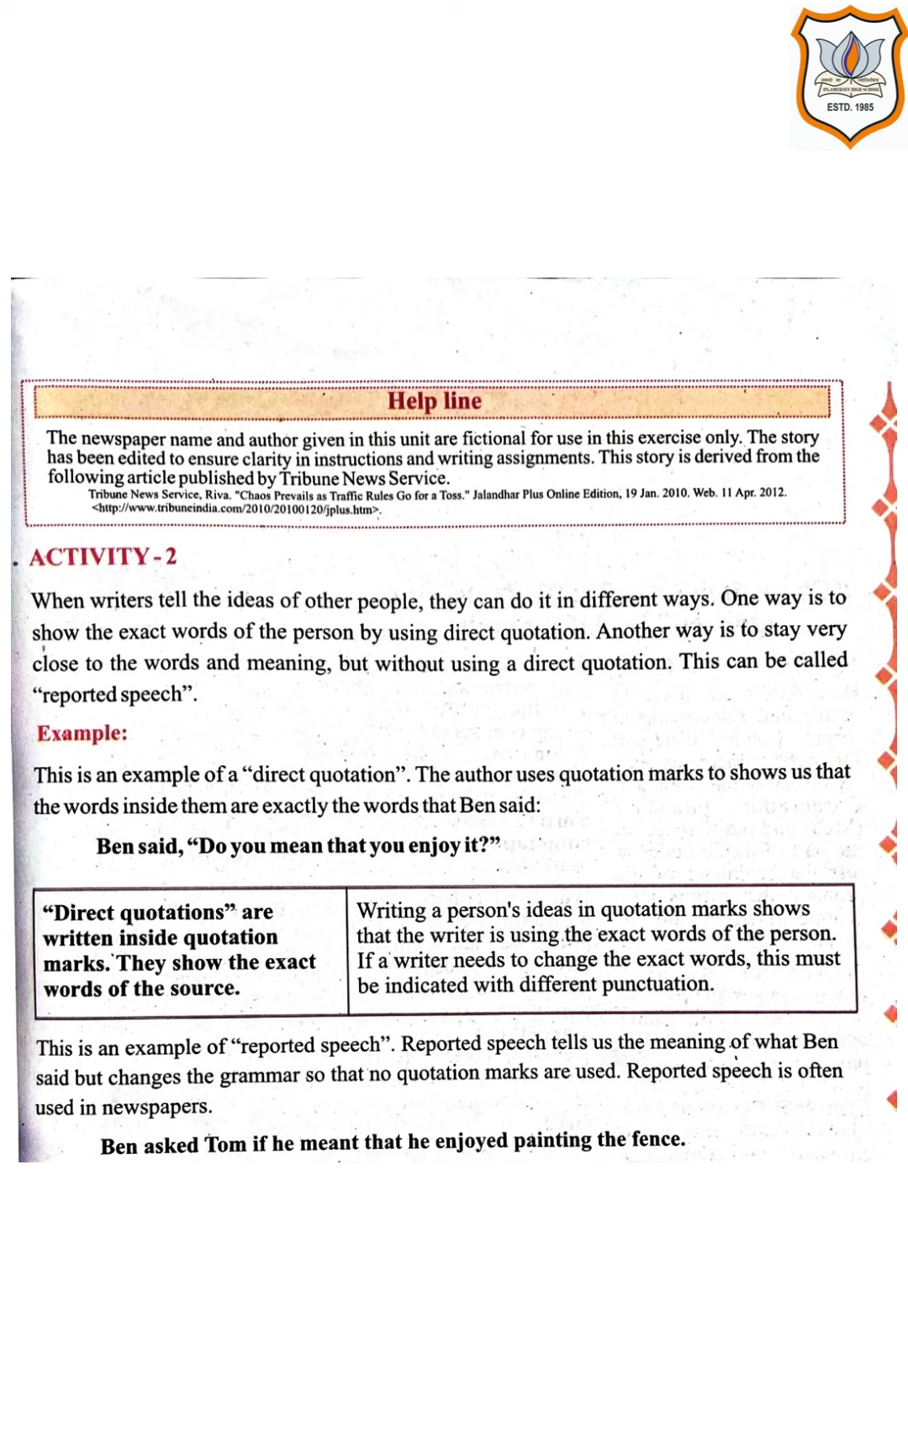 ESTD. 1985
Help line
The newspaper name and author given in this unit are fictional for use in this exercise only. The story
has been edited to ensure clarity in instructions and writing assignments. This story is derived from the
following article published by Tribune News Service.
Tribune News Service, Riva. "Chaos Prevails as Traffic Rules Go for a Toss." Jalandhar Plus Online Edition, 19 Jan. 2010. Web. 11 Apr. 2012.
<http://www.tribuneindia.com/2010/20100120/jplus.htm>.
ACTIVITY - 2
When writers tell the ideas of other people, they can do it in different ways. One way is to
show the exact words of the person by using direct quotation. Another way is to stay very
close to the words and meaning, but without using a direct quotation. This can be called
“reported speech”.
Example:
This is an example of a “direct quotation”. The author uses quotation marks to shows us that
the words inside them are exactly the words that Ben said:
Ben said, “Do you mean that you enjoy it?”
“Direct quotations” are
written inside quotation
marks. They show the exact
words of the source.
Writing a person's ideas in quotation marks shows
that the writer is using the exact words of the person.
If a writer needs to change the exact words, this must
be indicated with different punctuation.
This is an example of “reported speech”. Reported speech tells us the meaning of what Ben
said but changes the grammar so that no quotation marks are used. Reported speech is often
used in newspapers.
Ben asked Tom if he meant that he enjoyed painting the fence.